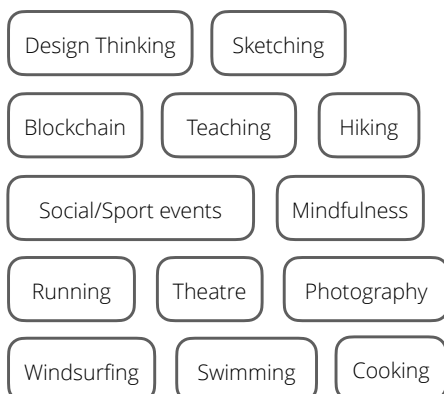 Design Thinking Sketching
Blockchain Teaching Hiking
Social/Sport events Mindfulness
Running Theatre Photography
Windsurfing Swimming Cooking